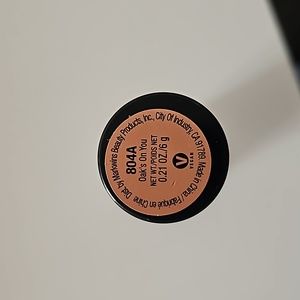 Dist. by Markwins Beauty Products, Inc., City Of Industry, CA 91789. Made in China / Fabriqué en Chine
804A
Oak's On You
NET WT./POIDS NET
0.21 OZ./6 g
V
VEGAN